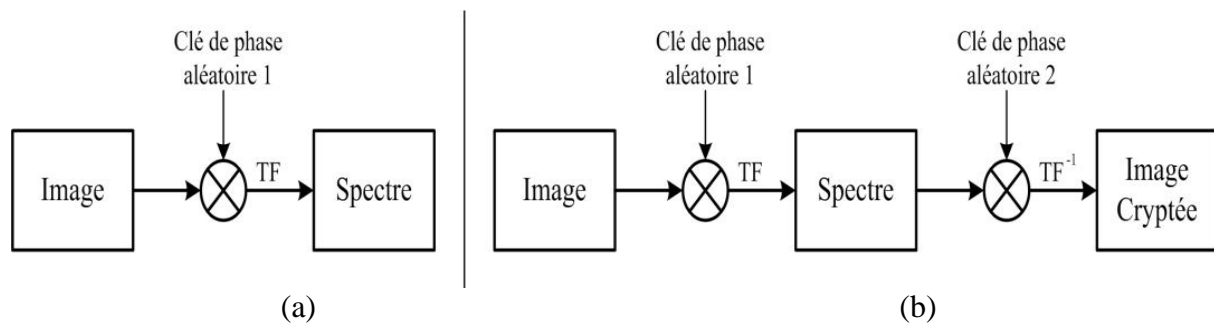 Clé de phase
aléatoire 1
Image
TF
Spectre
(a)
Clé de phase
aléatoire 1
Clé de phase
aléatoire 2
Image
TF
Spectre
TF⁻¹
Image
Cryptée
(b)